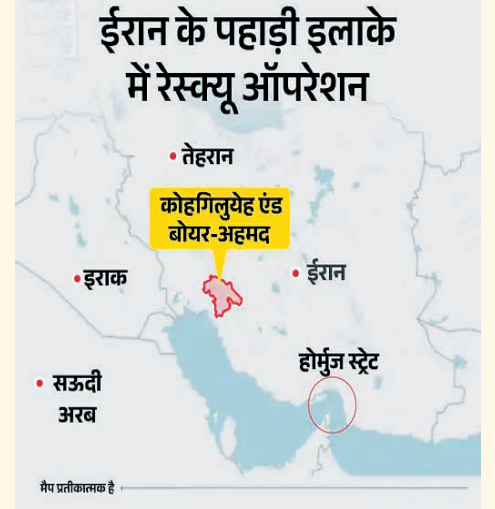 ईरान के पहाड़ी इलाके
में रेस्क्यू ऑपरेशन
तेहरान
कोहगिलुयेह एंड
बोयर-अहमद
इराक
ईरान
होर्मुज स्ट्रेट
सऊदी
अरब
मैप प्रतीकात्मक है